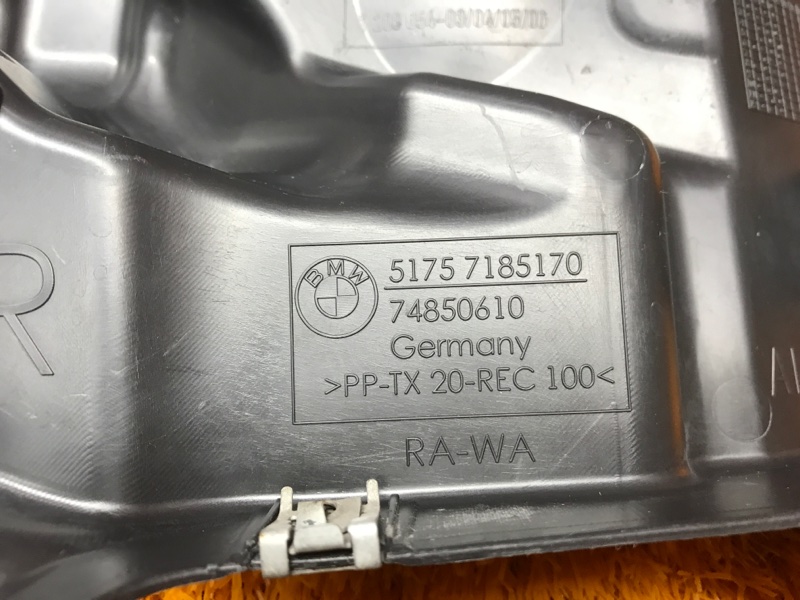 R
BMW
5175 7185170
74850610
Germany
>PP-TX 20-REC 100<
RA-WA